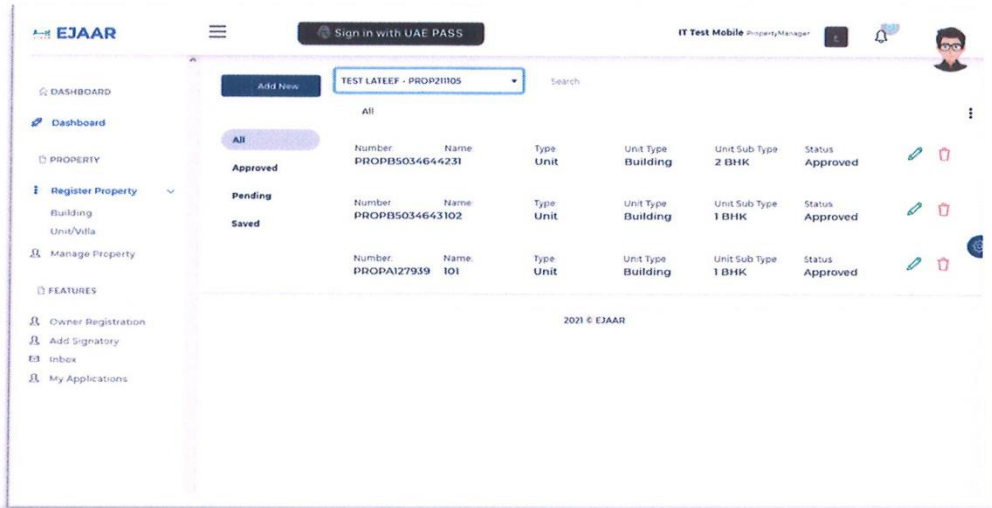 EJAAR
Sign in with UAE PASS
IT Test Mobile PropertyManager
DASHBOARD
Dashboard
PROPERTY
Register Property
Building
Unit/Villa
Manage Property
FEATURES
Owner Registration
Add Signatory
Inbox
My Applications
Add New
TEST LATEEF - PROP211105
Search
All
All
Approved
Pending
Saved
Number: Name: Type Unit Type Unit Sub Type Status
PROPB5034644231 Unit Building 2 BHK Approved
Number: Name: Type Unit Type Unit Sub Type Status
PROPB5034643102 Unit Building 1 BHK Approved
Number: Name: Type Unit Type Unit Sub Type Status
PROPA127939 101 Unit Building 1 BHK Approved
2021 © EJAAR